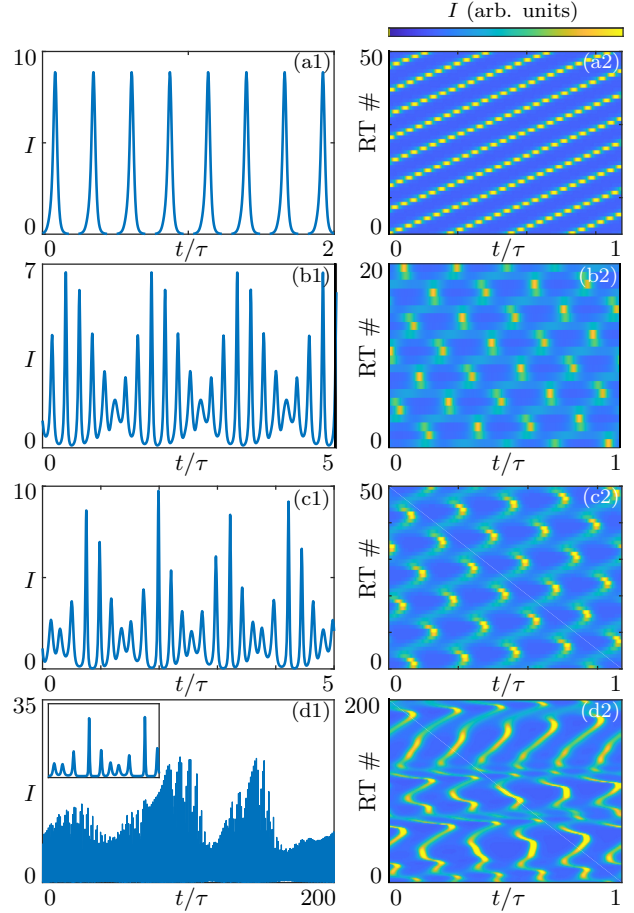 I (arb. units)
10
(a1)
I
0
0
t/τ
2
50
(a2)
RT #
0
0
t/τ
1
7
(b1)
I
0
0
t/τ
5
20
(b2)
RT #
0
0
t/τ
1
10
(c1)
I
0
0
t/τ
5
50
(c2)
RT #
0
0
t/τ
1
35
(d1)
I
0
0
t/τ
200
200
(d2)
RT #
0
0
t/τ
1